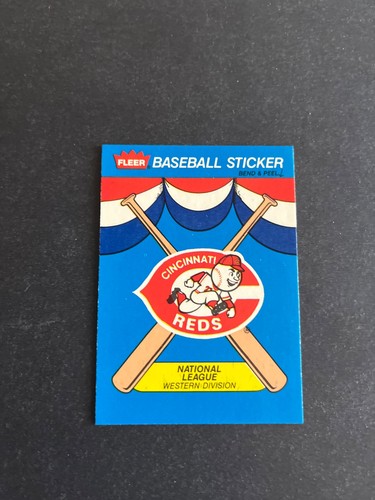 FLEER
BASEBALL STICKER
BEND & PEEL
CINCINNATI
REDS
NATIONAL
LEAGUE
WESTERN DIVISION